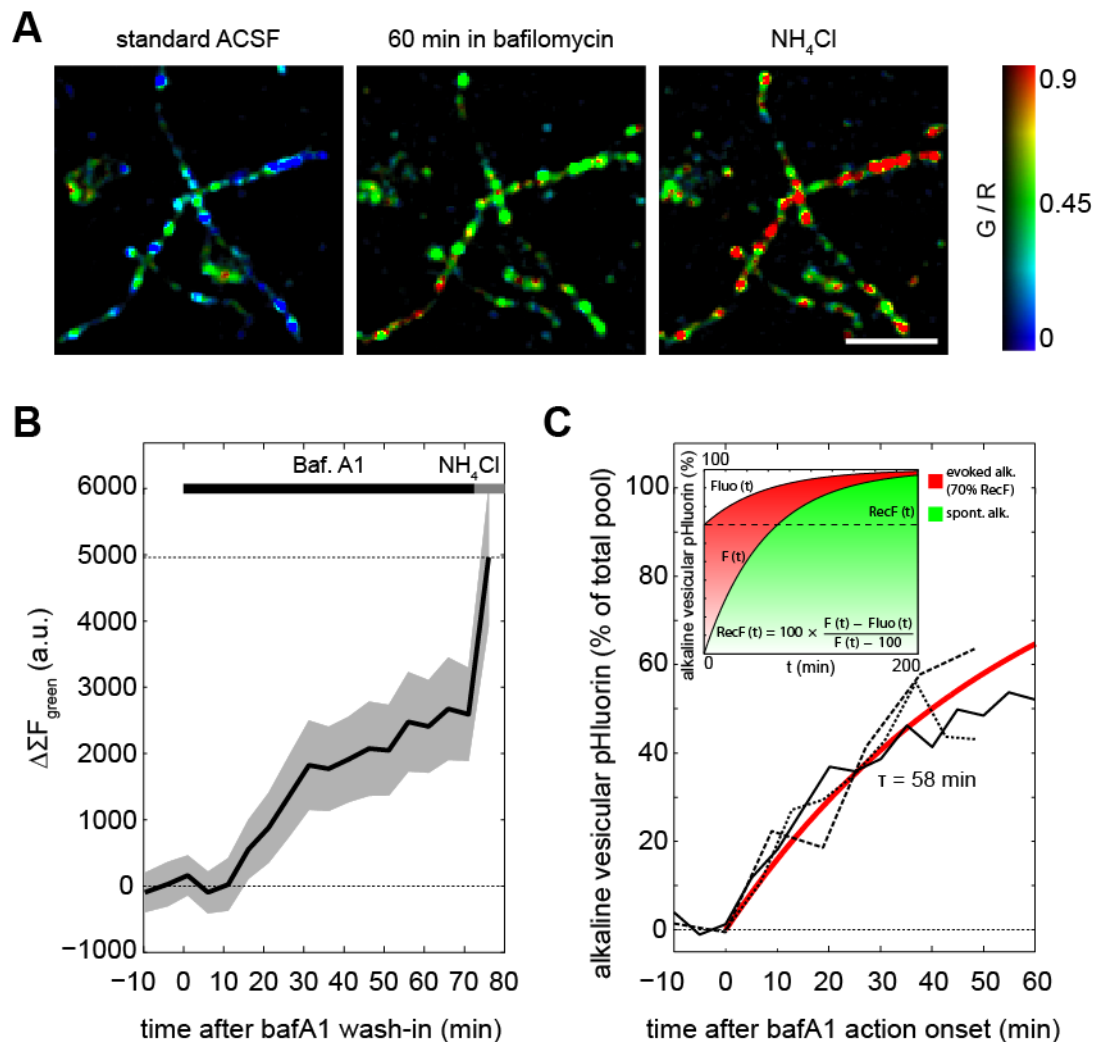 A
standard ACSF
60 min in bafilomycin
NH4Cl
0.9
0.45
0
G / R
B
Baf. A1
NH4Cl
6000
5000
4000
3000
2000
1000
0
−1000
ΔΣFgreen (a.u.)
−10 0 10 20 30 40 50 60 70 80
time after bafA1 wash-in (min)
C
100
80
60
40
20
0
alkaline vesicular pHluorin (% of total pool)
100
alkaline vesicular pHluorin (%)
Fluo (t)
RecF (t)
F (t)
RecF (t) = 100 × F (t) − Fluo (t) / F (t) − 100
0 200
t (min)
evoked alk.
(70% RecF)
spont. alk.
τ = 58 min
−10 0 10 20 30 40 50 60
time after bafA1 action onset (min)